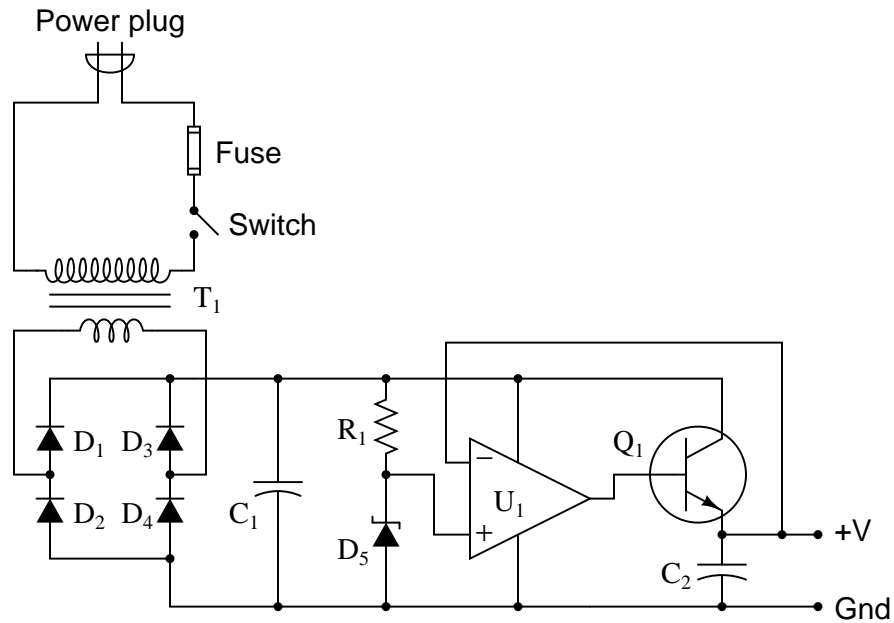 Power plug
Fuse
Switch
T1
D1
D3
D2
D4
C1
R1
D5
−
+
U1
Q1
C2
+V
Gnd